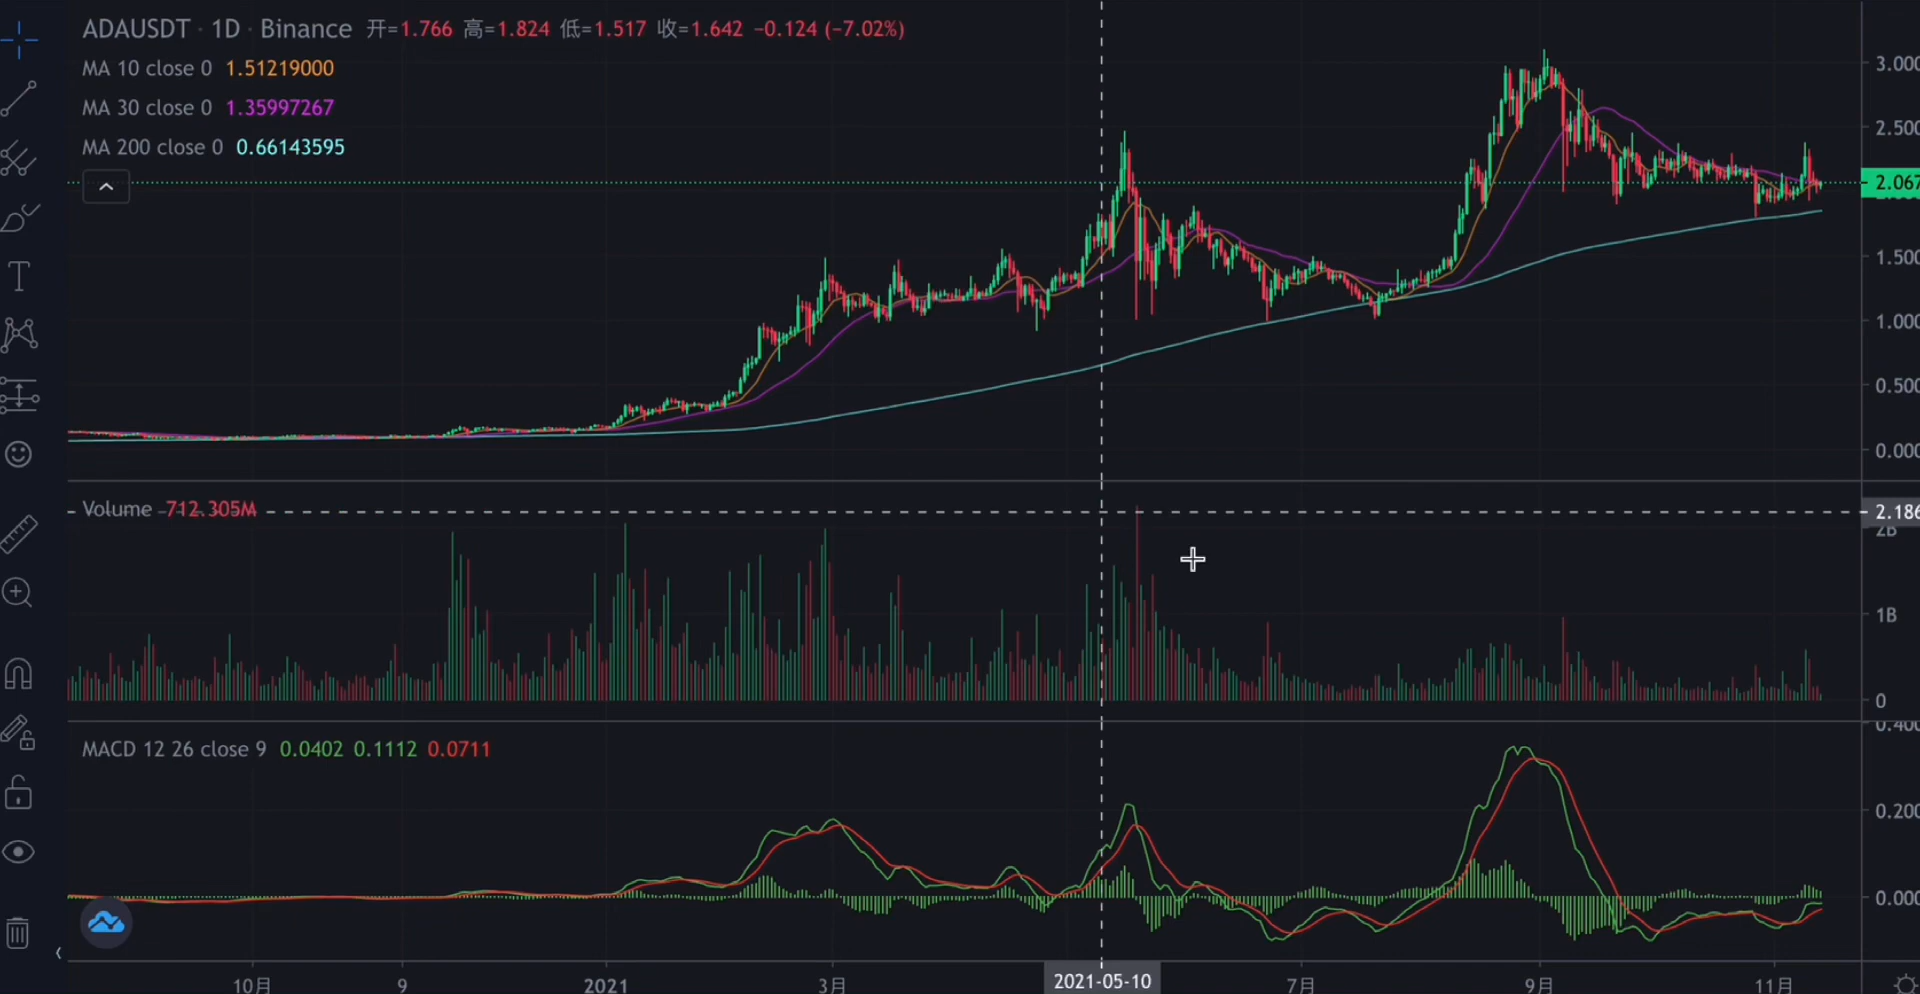 ADAUSDT · 1D · Binance 开=1.766 高=1.824 低=1.517 收=1.642 −0.124 (−7.02%)
MA 10 close 0 1.51219000
MA 30 close 0 1.35997267
MA 200 close 0 0.66143595
3.000
2.500
2.067
1.500
1.000
0.500
0.000
Volume 712.305M
2.186
2B
1B
0
MACD 12 26 close 9 0.0402 0.1112 0.0711
0.400
0.200
0.000
10月 9 2021 3月 2021-05-10 7月 9月 11月